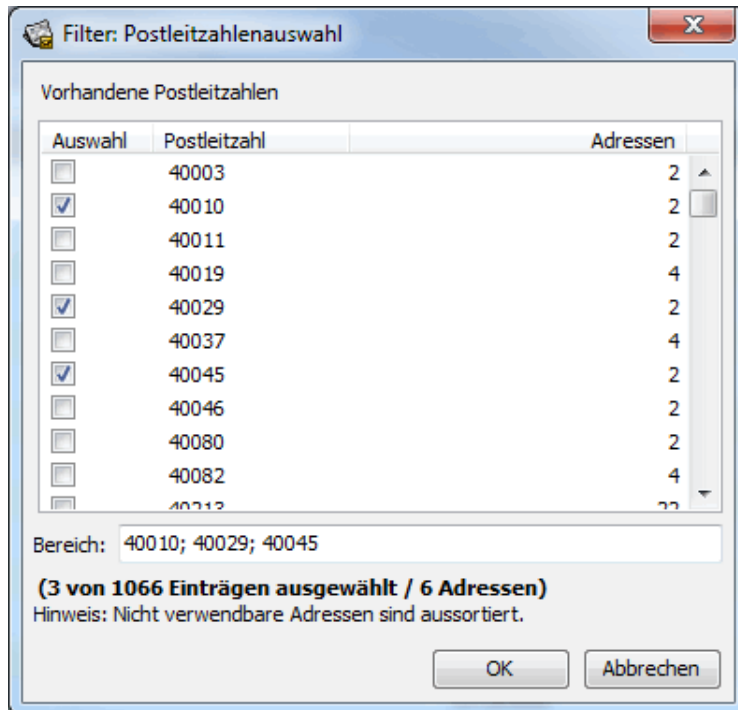 Filter: Postleitzahlenauswahl
Vorhandene Postleitzahlen
Auswahl Postleitzahl Adressen
40003 2
40010 2
40011 2
40019 4
40029 2
40037 4
40045 2
40046 2
40080 2
40082 4
40213 22
Bereich: 40010; 40029; 40045
(3 von 1066 Einträgen ausgewählt / 6 Adressen)
Hinweis: Nicht verwendbare Adressen sind aussortiert.
OK Abbrechen